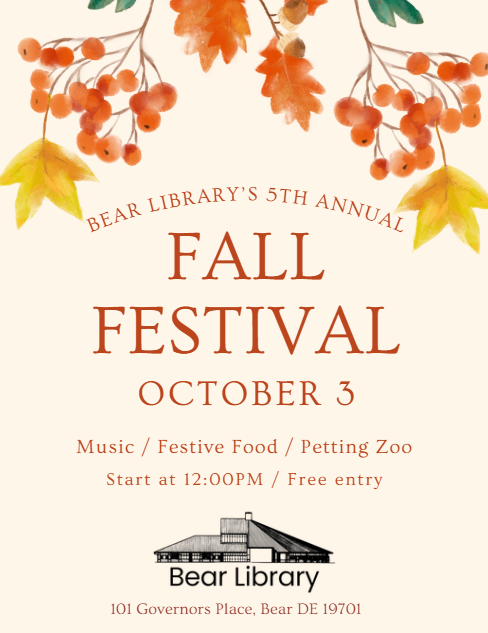 BEAR LIBRARY'S 5TH ANNUAL
FALL
FESTIVAL
OCTOBER 3
Music / Festive Food / Petting Zoo
Start at 12:00PM / Free entry
Bear Library
101 Governors Place, Bear DE 19701